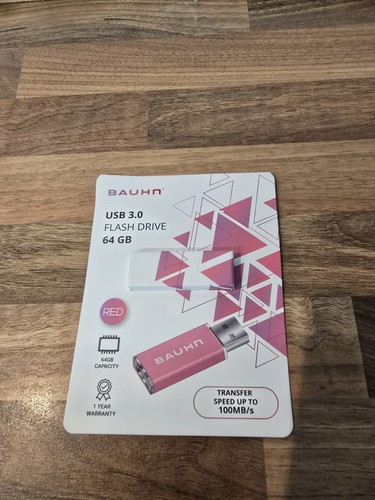 BAUHN
USB 3.0
FLASH DRIVE
64 GB
RED
64GB
CAPACITY
1 YEAR
WARRANTY
BAUHN
TRANSFER
SPEED UP TO
100MB/s